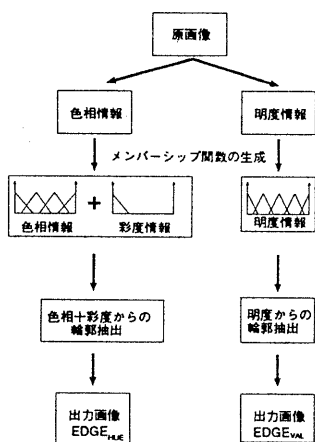 原画像
色相情報
明度情報
メンバーシップ関数の生成
+
色相情報
彩度情報
明度情報
色相+彩度からの
輪郭抽出
明度からの
輪郭抽出
出力画像
EDGE_HUE
出力画像
EDGE_VAL